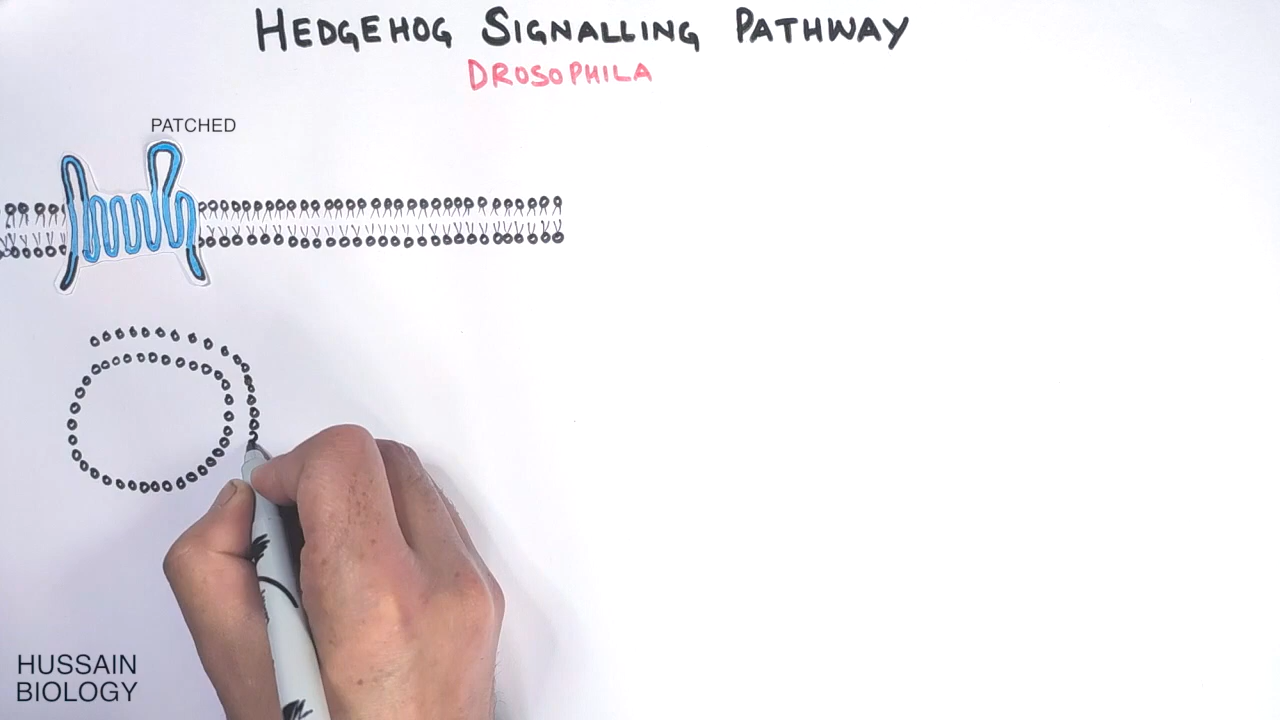 HEDGEHOG SIGNALLING PATHWAY
DROSOPHILA
PATCHED
HUSSAIN
BIOLOGY